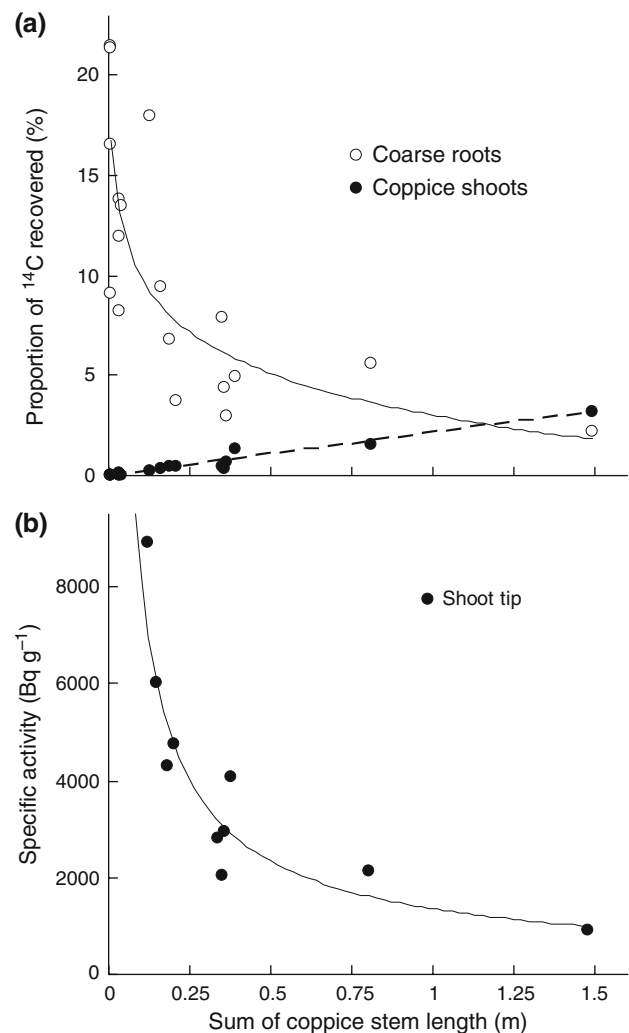 (a)
20
15
10
5
0
Proportion of ¹⁴C recovered (%)
Coarse roots
Coppice shoots
(b)
8000
6000
4000
2000
0
Specific activity (Bq g⁻¹)
Shoot tip
0 0.25 0.50 0.75 1 1.25 1.5
Sum of coppice stem length (m)